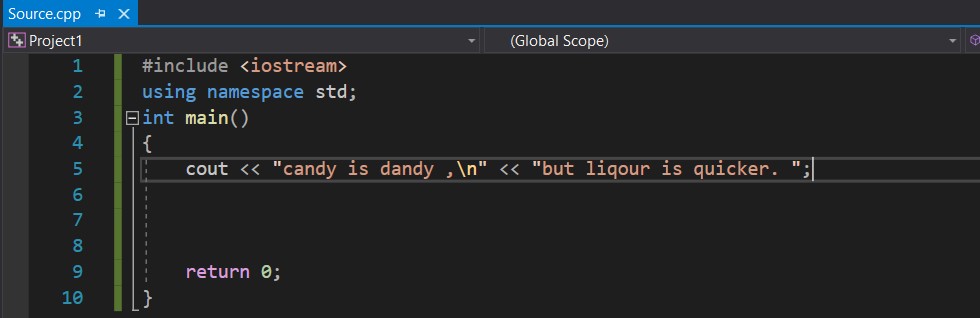 Source.cpp
Project1 (Global Scope)
1 #include <iostream>
2 using namespace std;
3 int main()
4 {
5 cout << "candy is dandy ,\n" << "but liqour is quicker. ";
6
7
8
9 return 0;
10 }